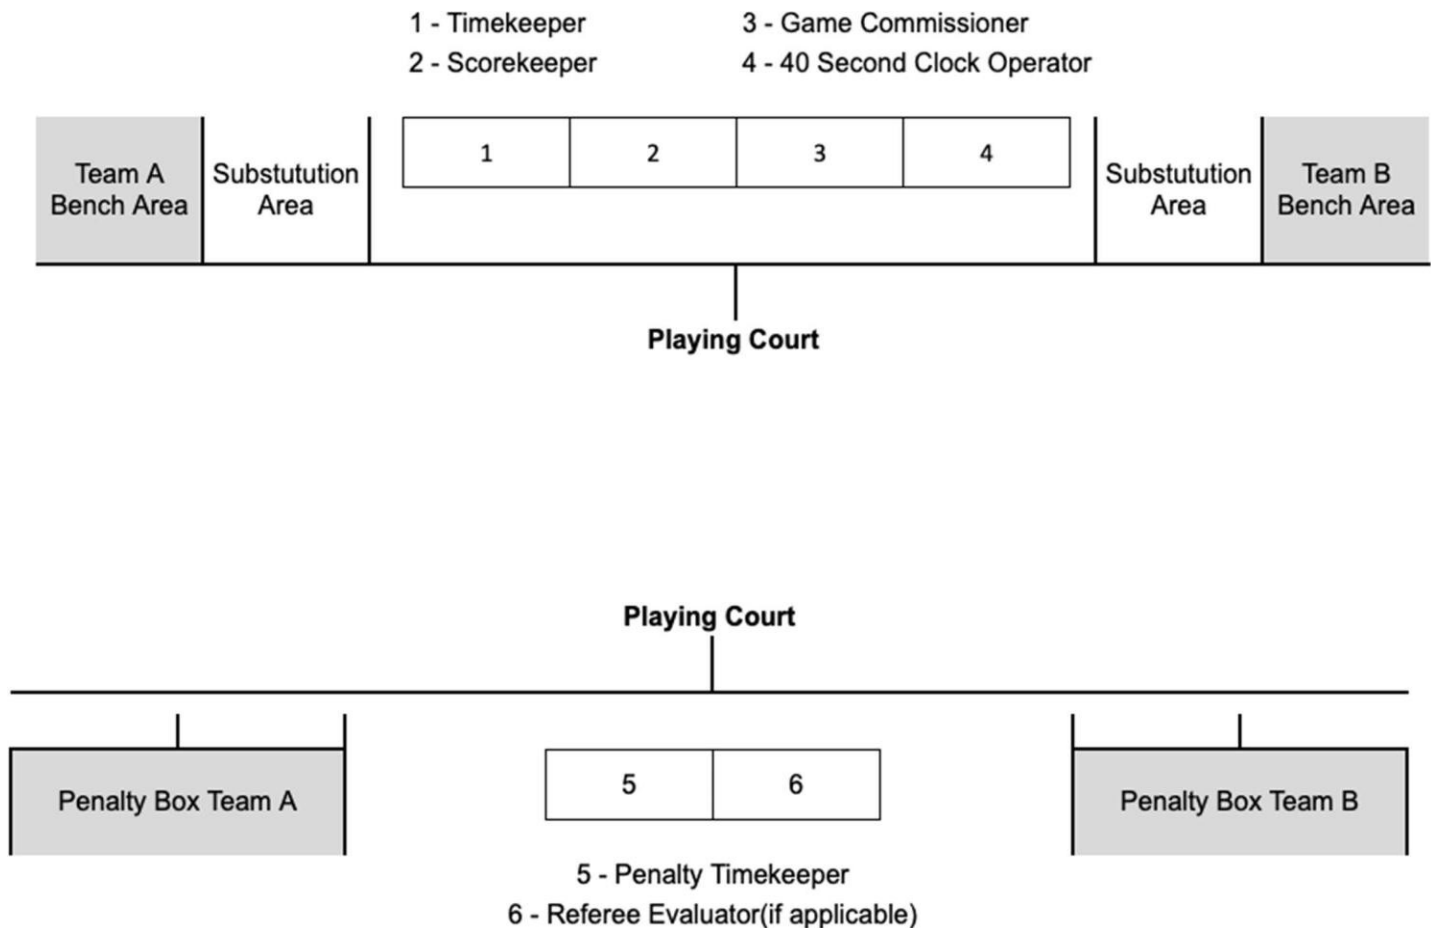 1 - Timekeeper
2 - Scorekeeper
3 - Game Commissioner
4 - 40 Second Clock Operator
Team A
Bench Area
Substutution
Area
1
2
3
4
Substutution
Area
Team B
Bench Area
Playing Court
Playing Court
Penalty Box Team A
5
6
Penalty Box Team B
5 - Penalty Timekeeper
6 - Referee Evaluator(if applicable)